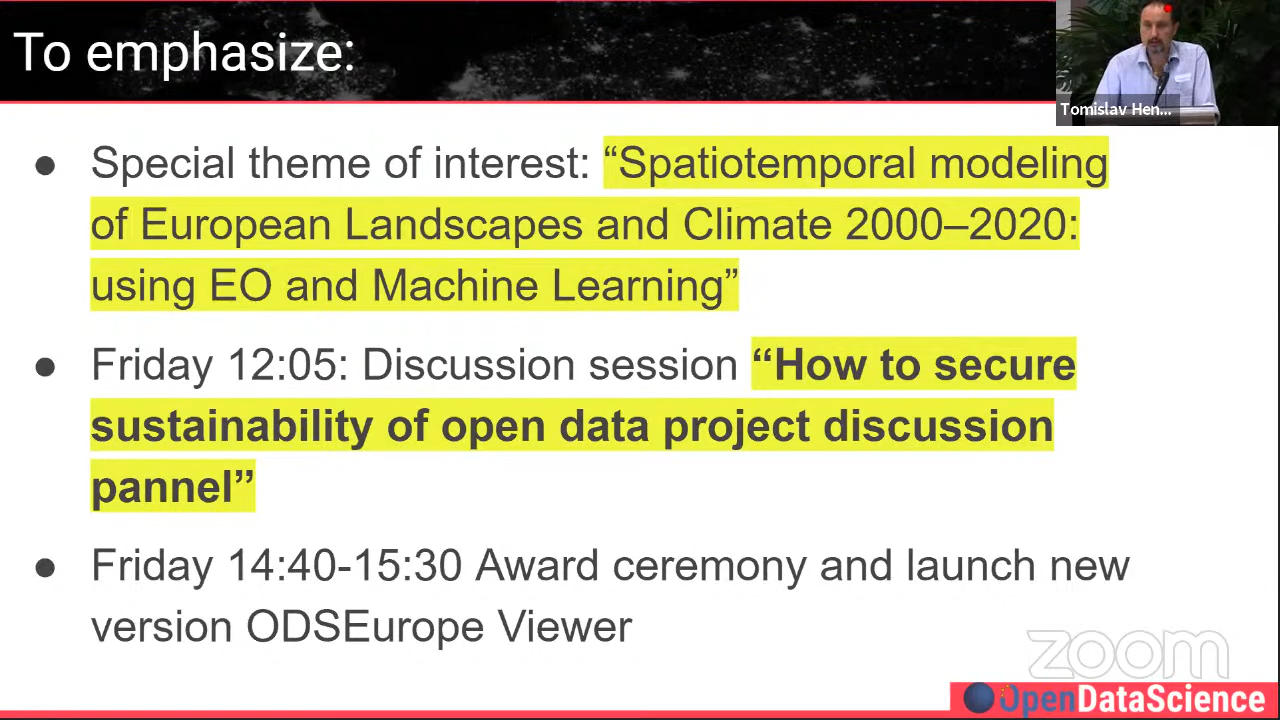 To emphasize:
Tomislav Hen...
● Special theme of interest: “Spatiotemporal modeling
of European Landscapes and Climate 2000–2020:
using EO and Machine Learning”
● Friday 12:05: Discussion session “How to secure
sustainability of open data project discussion
pannel”
● Friday 14:40-15:30 Award ceremony and launch new
version ODSEurope Viewer
zoom
OpenDataScience